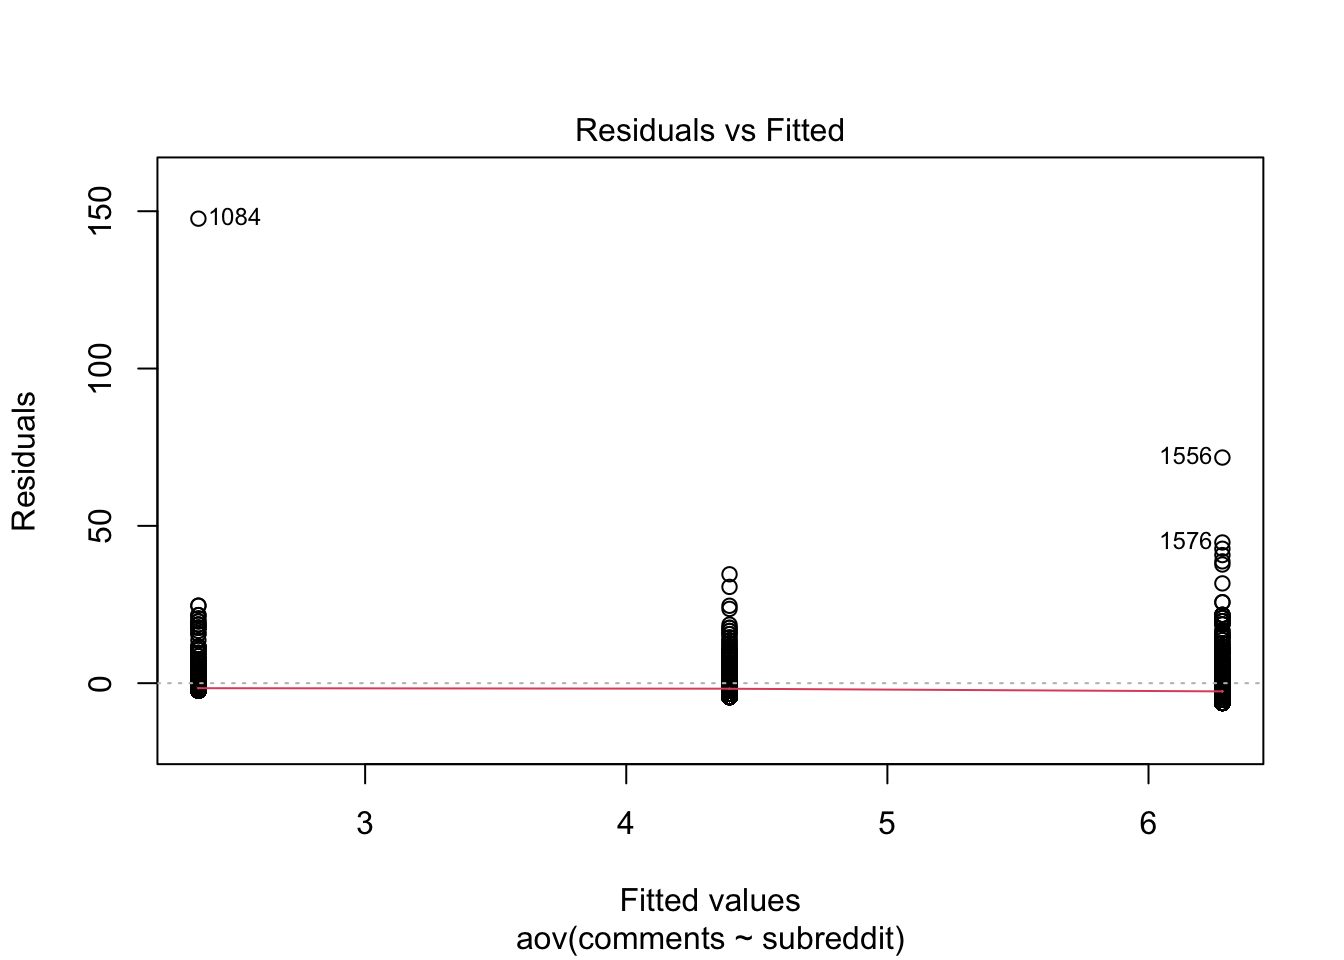 Residuals vs Fitted
150
100
50
0
Residuals
1084
1556
1576
3 4 5 6
Fitted values
aov(comments ~ subreddit)